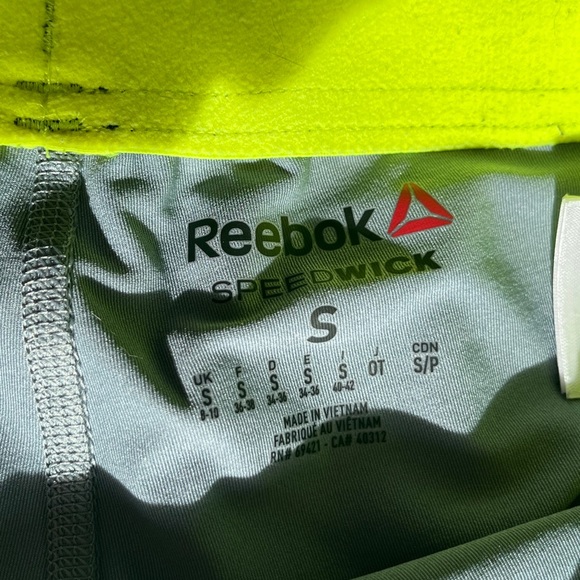 Reebok
SPEEDWICK
S
UK F D E I J CDN
S S S S S OT S/P
8-10 36-38 34-36 34-36 40-42
MADE IN VIETNAM
FABRIQUÉ AU VIÊTNAM
RN# 69421 - CA# 40312